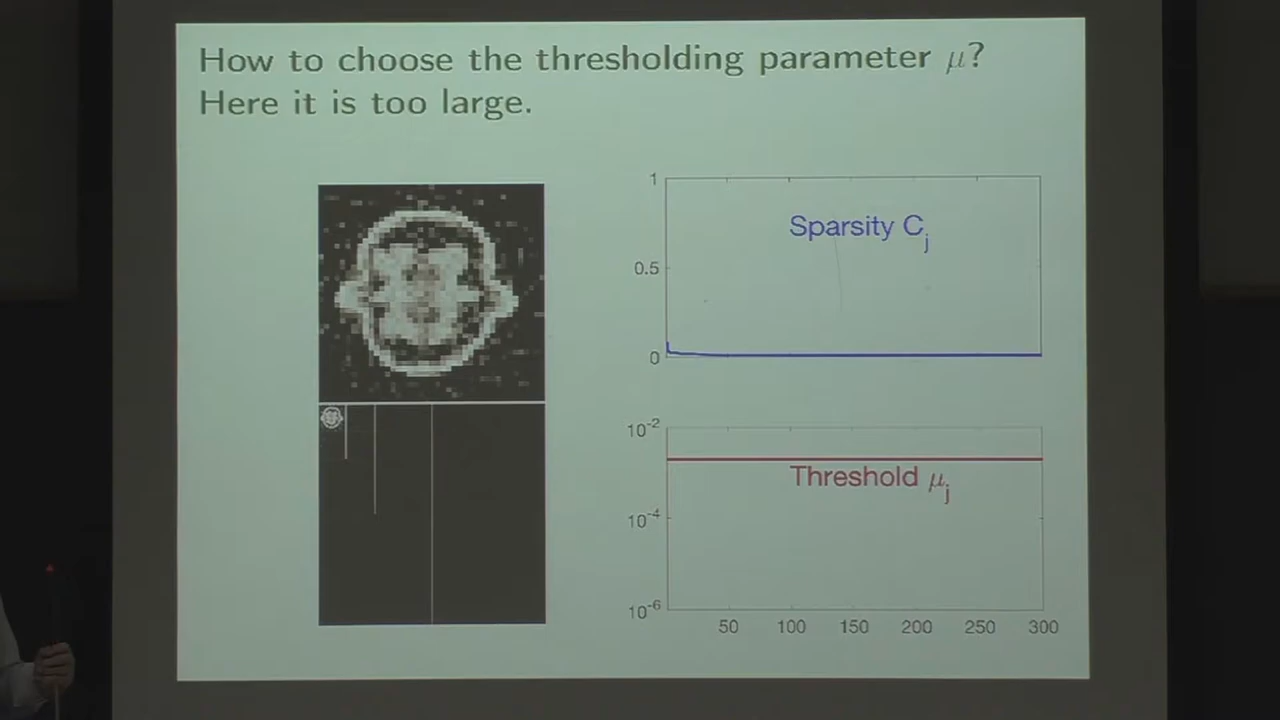 How to choose the thresholding parameter μ?
Here it is too large.
1
Sparsity C_j
0.5
0
10^-2
Threshold μ_j
10^-4
10^-6
50 100 150 200 250 300